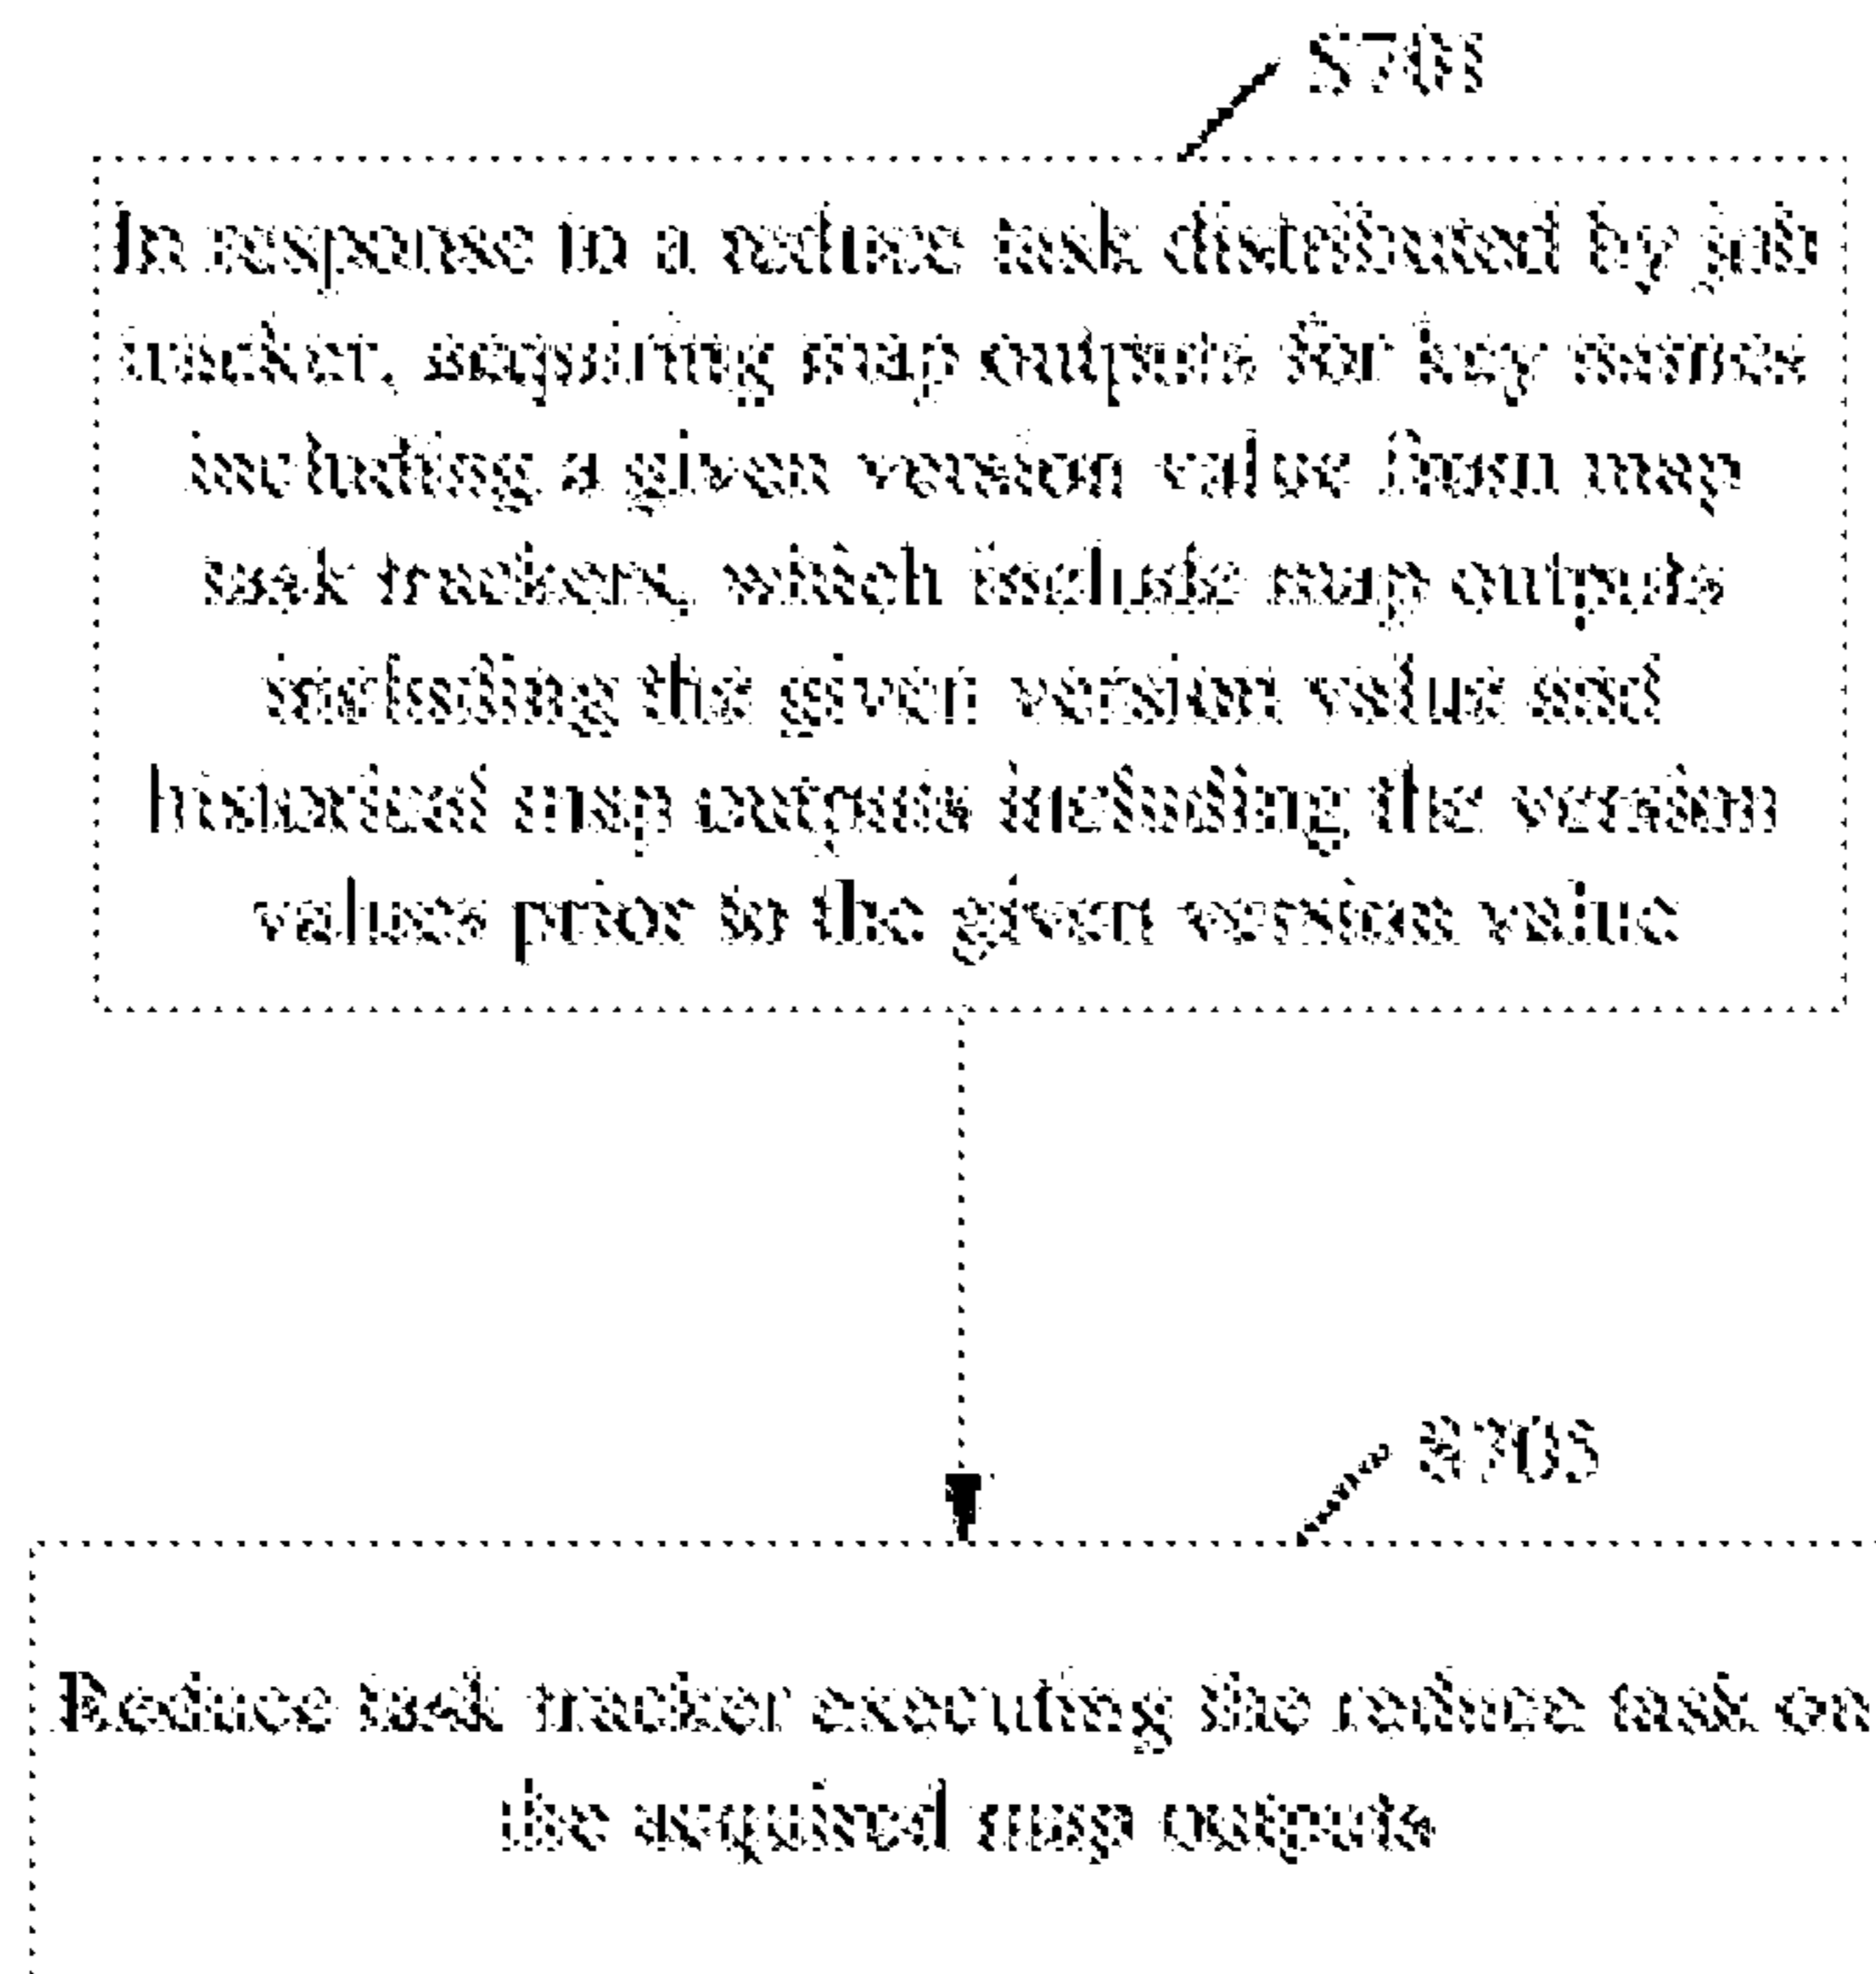 S701
In response to a reduce task distributed by job
tracker, acquiring map outputs for key names
including a given version value from map
task trackers, which include map outputs
including the given version value and
historical map outputs including the version
values prior to the given version value
S705
Reduce task tracker executing the reduce task on
the acquired map outputs